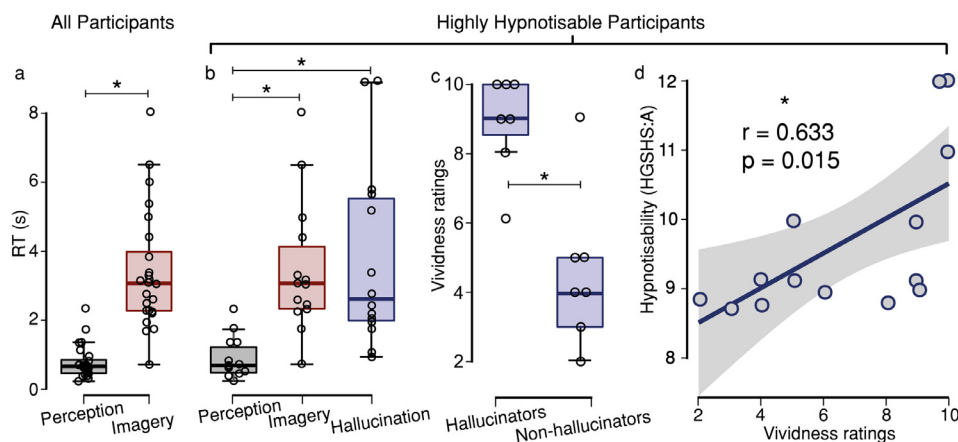 All Participants
Highly Hypnotisable Participants
a
b
c
d
RT (s)
8
6
4
2
0
*
Perception
Imagery
*
*
Perception
Imagery
Hallucination
Vividness ratings
10
8
6
4
2
*
Hallucinators
Non-hallucinators
Hypnotisability (HGSHS:A)
12
11
10
9
8
*
r = 0.633
p = 0.015
2
4
6
8
10
Vividness ratings